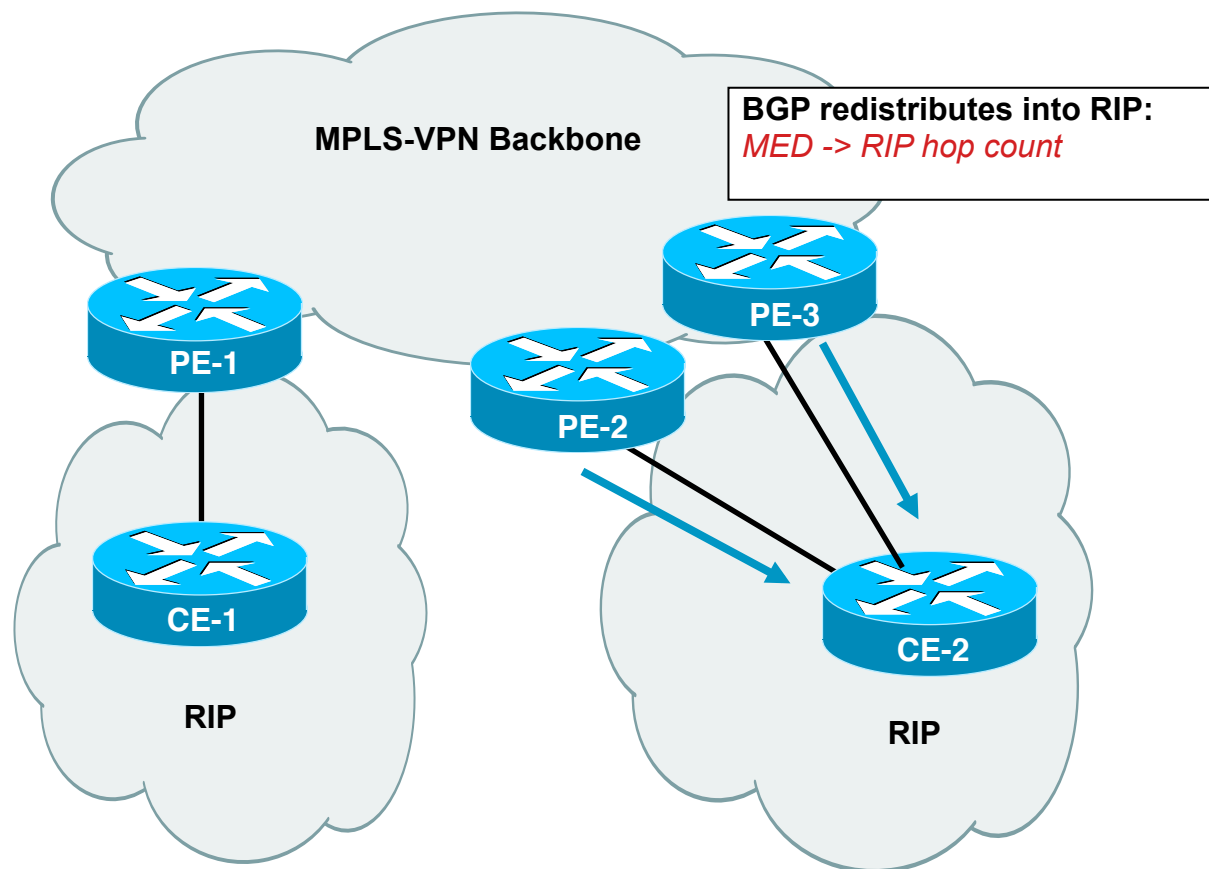 MPLS-VPN Backbone
BGP redistributes into RIP:
MED -> RIP hop count
PE-1
PE-2
PE-3
CE-1
CE-2
RIP
RIP